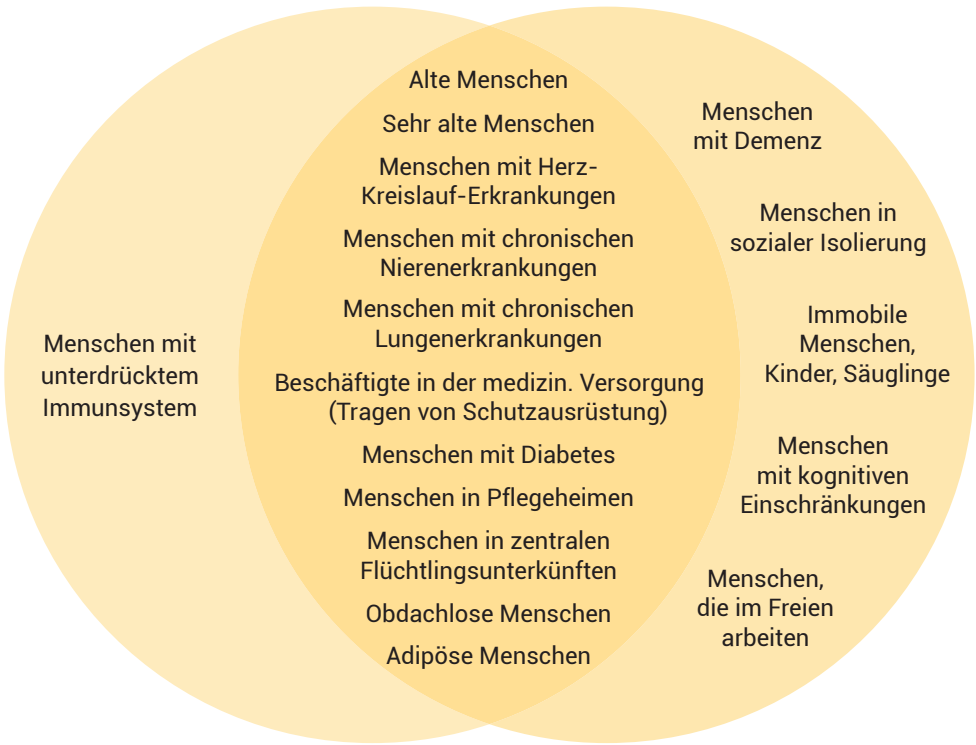 Menschen mit
unterdrücktem
Immunsystem
Alte Menschen
Sehr alte Menschen
Menschen mit Herz-
Kreislauf-Erkrankungen
Menschen mit chronischen
Nierenerkrankungen
Menschen mit chronischen
Lungenerkrankungen
Beschäftigte in der medizin. Versorgung
(Tragen von Schutzausrüstung)
Menschen mit Diabetes
Menschen in Pflegeheimen
Menschen in zentralen
Flüchtlingsunterkünften
Obdachlose Menschen
Adipöse Menschen
Menschen
mit Demenz
Menschen in
sozialer Isolierung
Immobile
Menschen,
Kinder, Säuglinge
Menschen
mit kognitiven
Einschränkungen
Menschen,
die im Freien
arbeiten